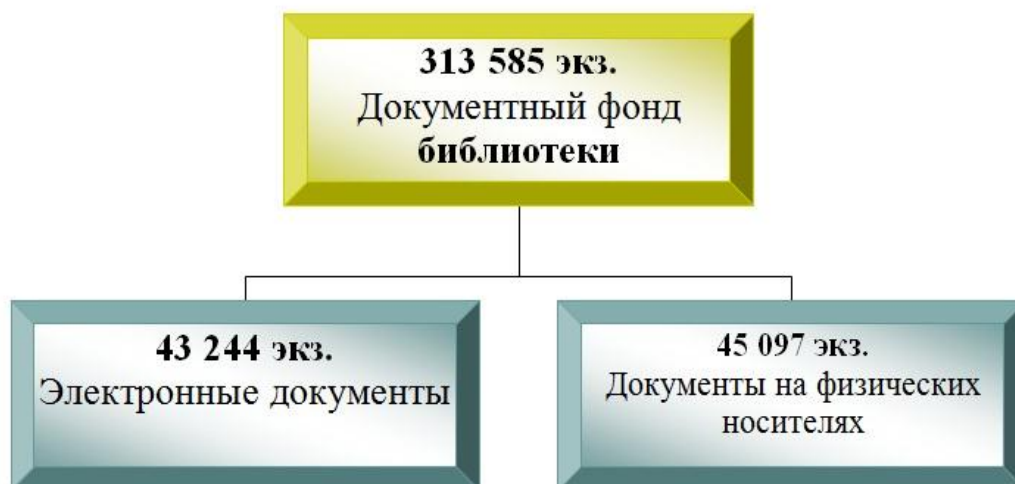 313 585 экз.
Документный фонд
библиотеки
43 244 экз.
Электронные документы
45 097 экз.
Документы на физических
носителях